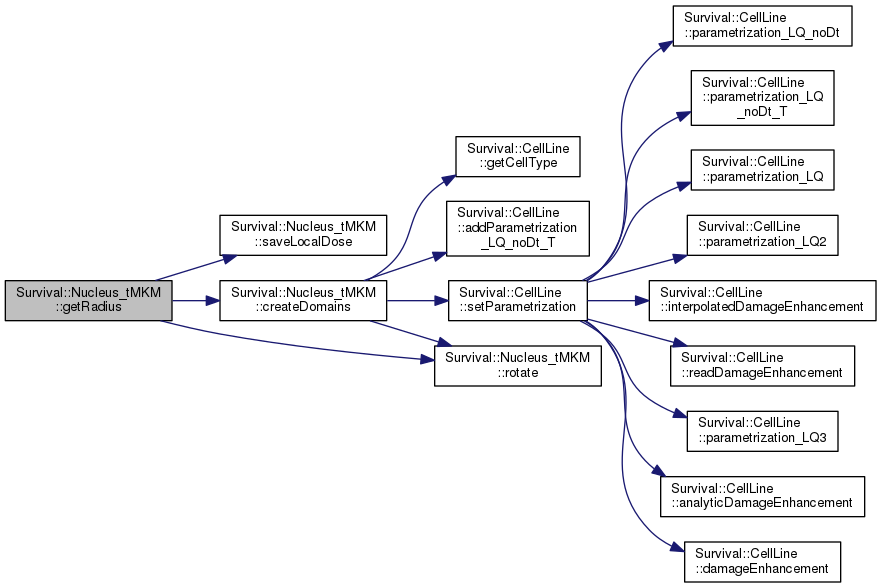 Survival::Nucleus_tMKM
::getRadius
Survival::Nucleus_tMKM
::saveLocalDose
Survival::Nucleus_tMKM
::createDomains
Survival::CellLine
::getCellType
Survival::CellLine
::addParametrization
_LQ_noDt_T
Survival::CellLine
::setParametrization
Survival::Nucleus_tMKM
::rotate
Survival::CellLine
::parametrization_LQ_noDt
Survival::CellLine
::parametrization_LQ
_noDt_T
Survival::CellLine
::parametrization_LQ
Survival::CellLine
::parametrization_LQ2
Survival::CellLine
::interpolatedDamageEnhancement
Survival::CellLine
::readDamageEnhancement
Survival::CellLine
::parametrization_LQ3
Survival::CellLine
::analyticDamageEnhancement
Survival::CellLine
::damageEnhancement